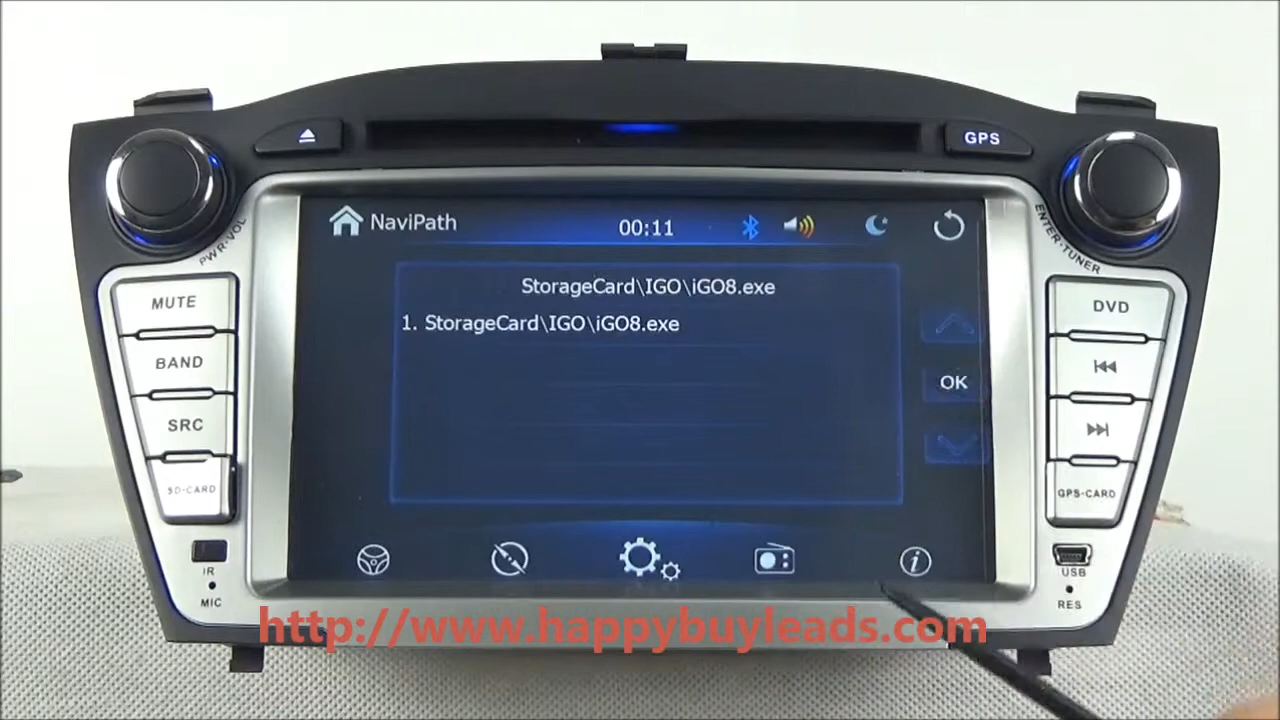 GPS
PWR-VOL
ENTER-TUNER
NaviPath
00:11
StorageCard\IGO\iGO8.exe
1. StorageCard\IGO\iGO8.exe
OK
MUTE
BAND
SRC
SD-CARD
IR
MIC
DVD
GPS-CARD
USB
RES
i
http://www.happybuyleads.com